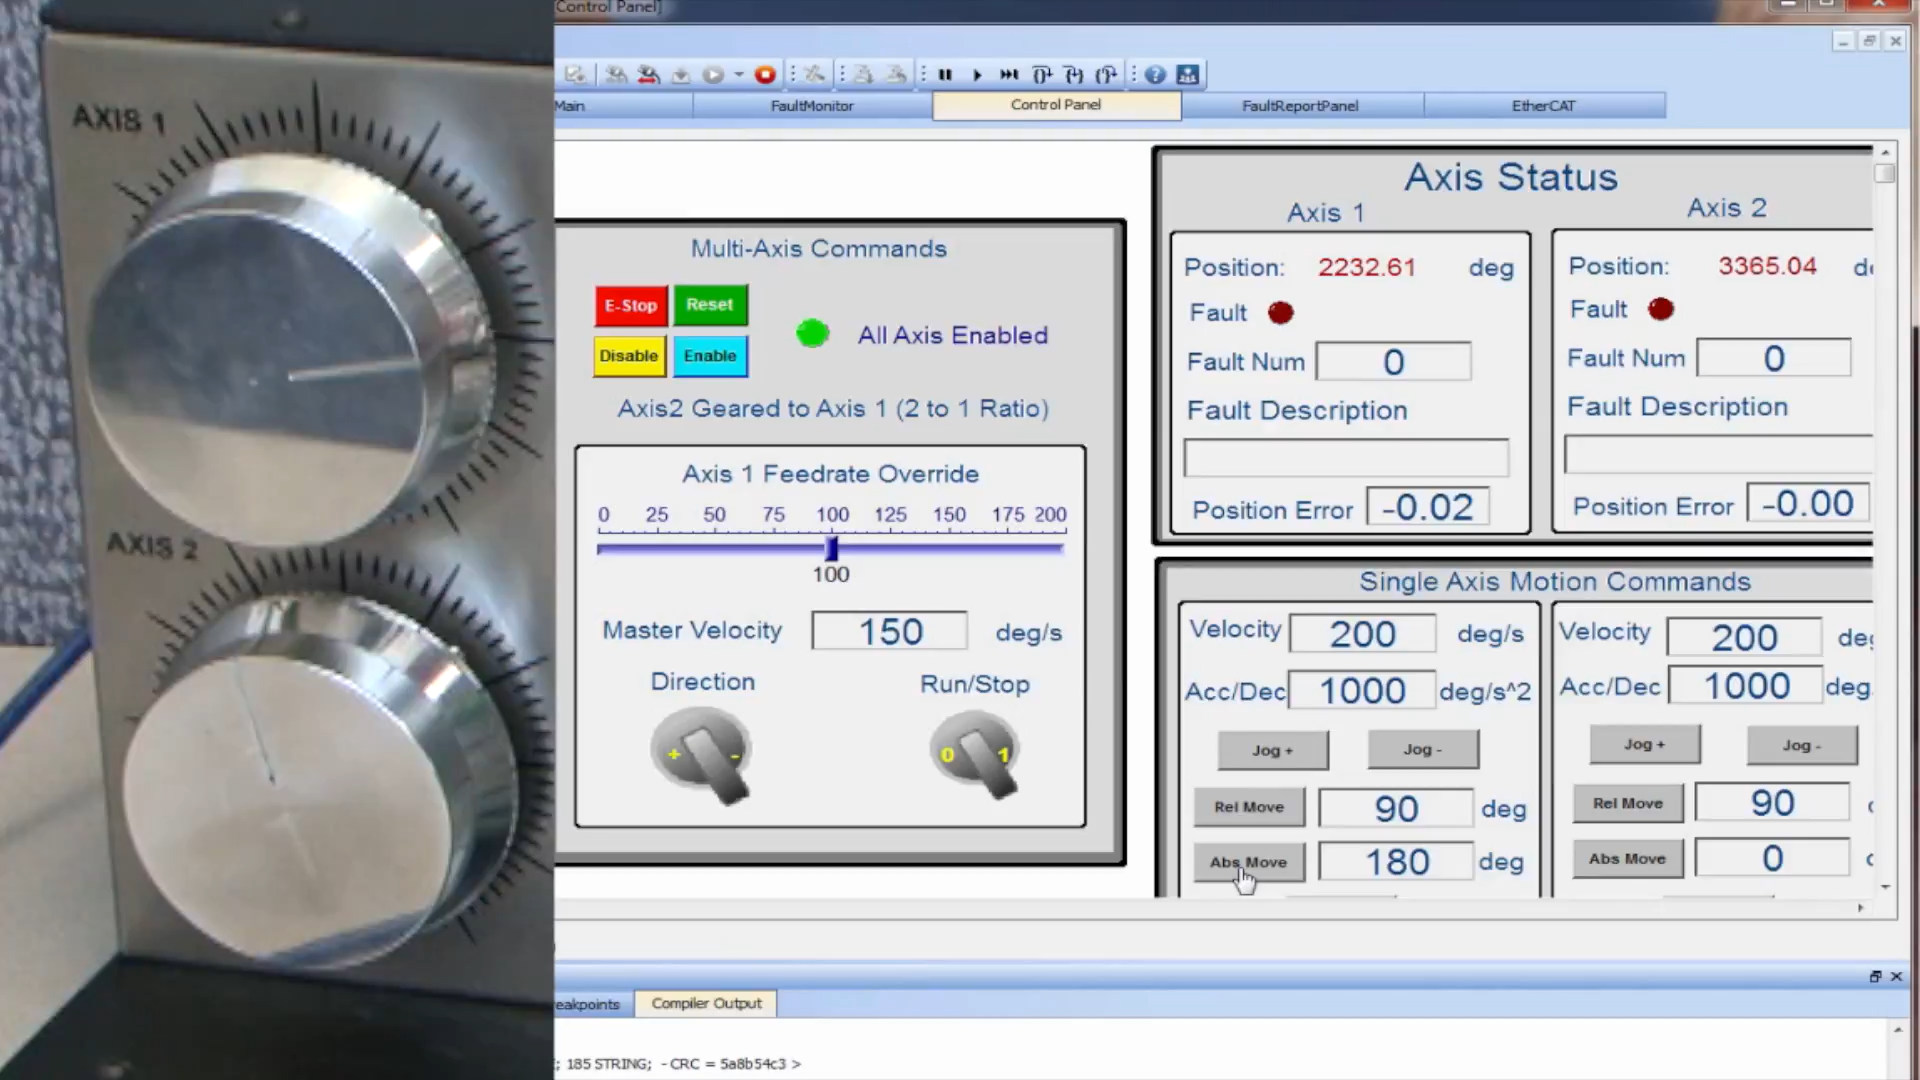 Control Panel]
Main
FaultMonitor
Control Panel
FaultReportPanel
EtherCAT
AXIS 1
AXIS 2
Multi-Axis Commands
E-Stop
Reset
Disable
Enable
All Axis Enabled
Axis2 Geared to Axis 1 (2 to 1 Ratio)
Axis 1 Feedrate Override
0 25 50 75 100 125 150 175 200
100
Master Velocity 150 deg/s
Direction
Run/Stop
+ -
0 1
Axis Status
Axis 1
Position: 2232.61 deg
Fault
Fault Num 0
Fault Description
Position Error -0.02
Axis 2
Position: 3365.04
Fault
Fault Num 0
Fault Description
Position Error -0.00
Single Axis Motion Commands
Velocity 200 deg/s
Acc/Dec 1000 deg/s^2
Jog +
Jog -
Rel Move 90 deg
Abs Move 180 deg
Velocity 200
Acc/Dec 1000 deg
Jog +
Jog -
Rel Move 90
Abs Move 0
eakpoints
Compiler Output
; 185 STRING; - CRC = 5a8b54c3 >